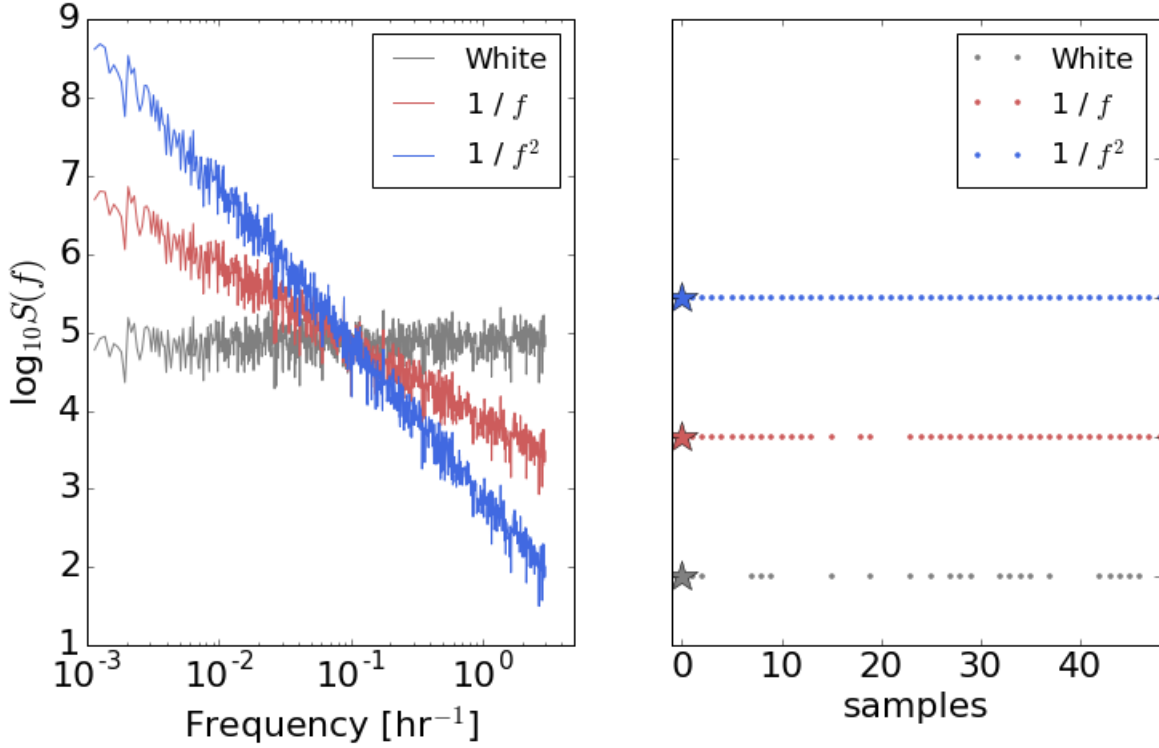 9
8
7
6
5
4
3
2
1
log₁₀S(f)
10⁻³ 10⁻² 10⁻¹ 10⁰
Frequency [hr⁻¹]
White
1 / f
1 / f²
White
1 / f
1 / f²
0 10 20 30 40
samples